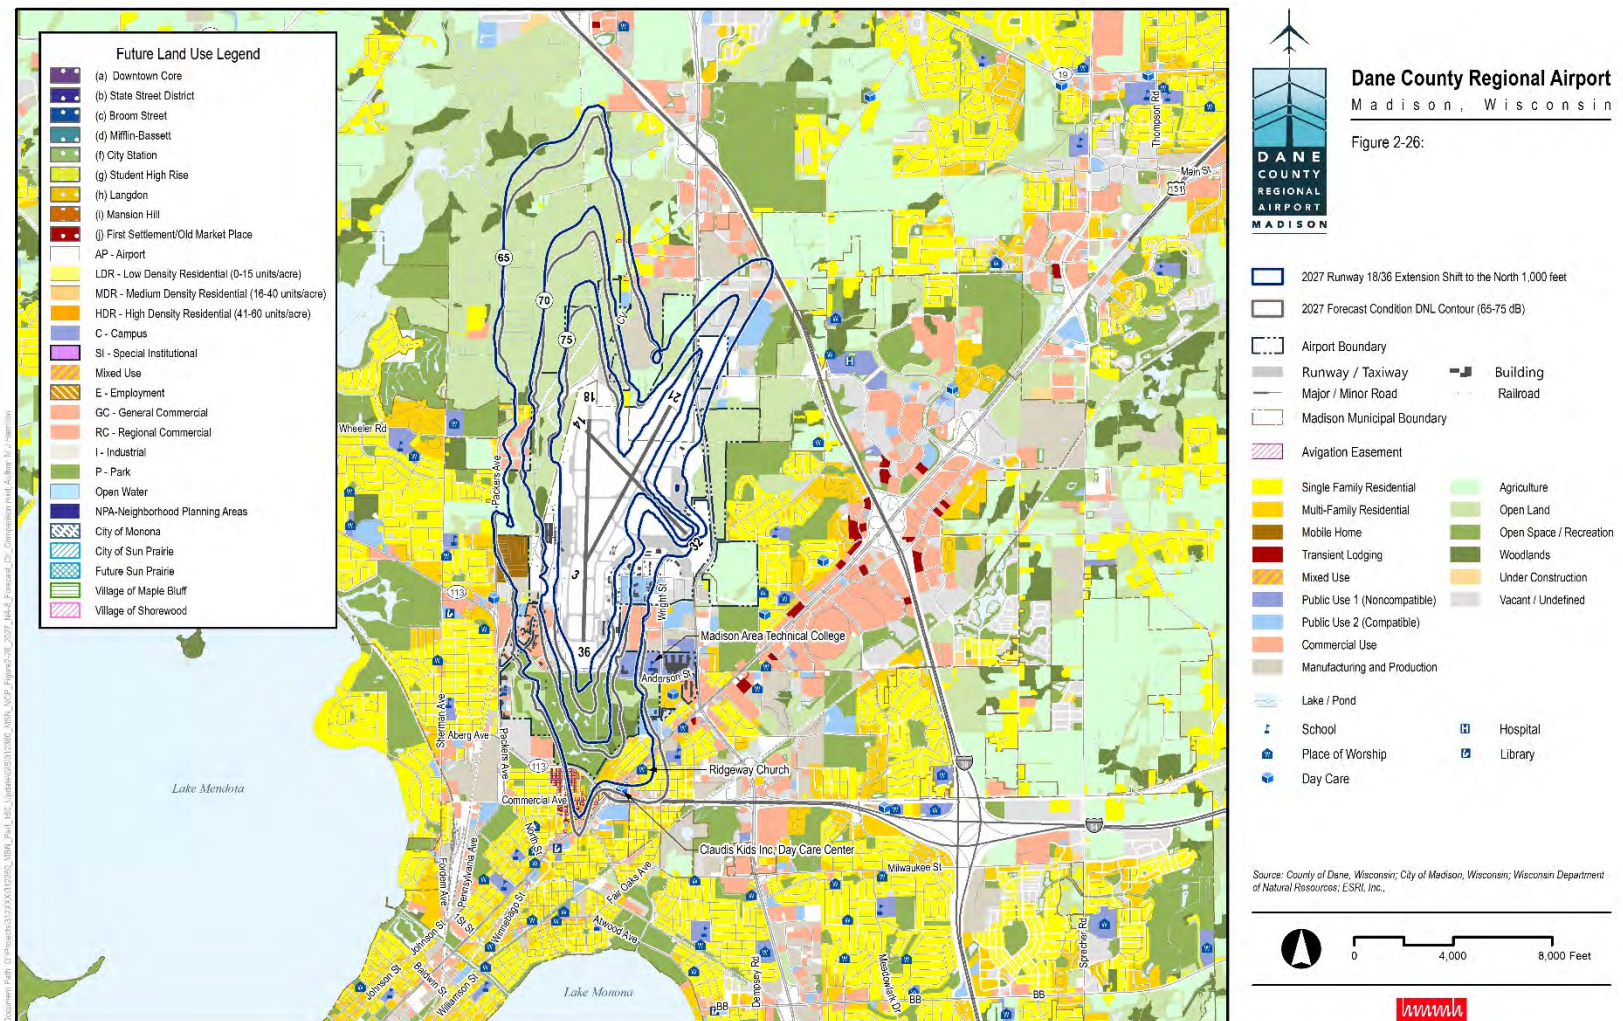 Future Land Use Legend
(a) Downtown Core
(b) State Street District
(c) Broom Street
(d) Mifflin-Bassett
(f) City Station
(g) Student High Rise
(h) Langdon
(i) Mansion Hill
(j) First Settlement/Old Market Place
AP - Airport
LDR - Low Density Residential (0-15 units/acre)
MDR - Medium Density Residential (16-40 units/acre)
HDR - High Density Residential (41-60 units/acre)
C - Campus
SI - Special Institutional
Mixed Use
E - Employment
GC - General Commercial
RC - Regional Commercial
I - Industrial
P - Park
Open Water
NPA-Neighborhood Planning Areas
City of Monona
City of Sun Prairie
Future Sun Prairie
Village of Maple Bluff
Village of Shorewood
19
Thompson Rd
Main St
151
65
70
75
CV
18
21
14
Wheeler Rd
Packers Ave
32
3
113
Wright St
Madison Area Technical College
36
Anderson St
Sherman Ave
Aberg Ave
Packers Ave
113
Ridgeway Church
Commercial Ave
Lake Mendota
Claudis Kids Inc, Day Care Center
North St
Milwaukee St
Fordem Ave
Pennsylvania Ave
Fair Oaks Ave
1St St
Winnebago St
Atwood Ave
Johnson St
Johnson St
Baldwin St
Williamson St
Dempsey Rd
Meadowlark Dr
Sprecher Rd
Lake Monona
BB
BB
BB
DANE
COUNTY
REGIONAL
AIRPORT
MADISON
Dane County Regional Airport
Madison, Wisconsin
Figure 2-26:
2027 Runway 18/36 Extension Shift to the North 1,000 feet
2027 Forecast Condition DNL Contour (65-75 dB)
Airport Boundary
Runway / Taxiway
Building
Major / Minor Road
Railroad
Madison Municipal Boundary
Avigation Easement
Single Family Residential
Agriculture
Multi-Family Residential
Open Land
Mobile Home
Open Space / Recreation
Transient Lodging
Woodlands
Mixed Use
Under Construction
Public Use 1 (Noncompatible)
Vacant / Undefined
Public Use 2 (Compatible)
Commercial Use
Manufacturing and Production
Lake / Pond
School
Hospital
Place of Worship
Library
Day Care
Source: County of Dane, Wisconsin; City of Madison, Wisconsin; Wisconsin Department
of Natural Resources; ESRI, Inc.,
0 4,000 8,000 Feet
hmmh